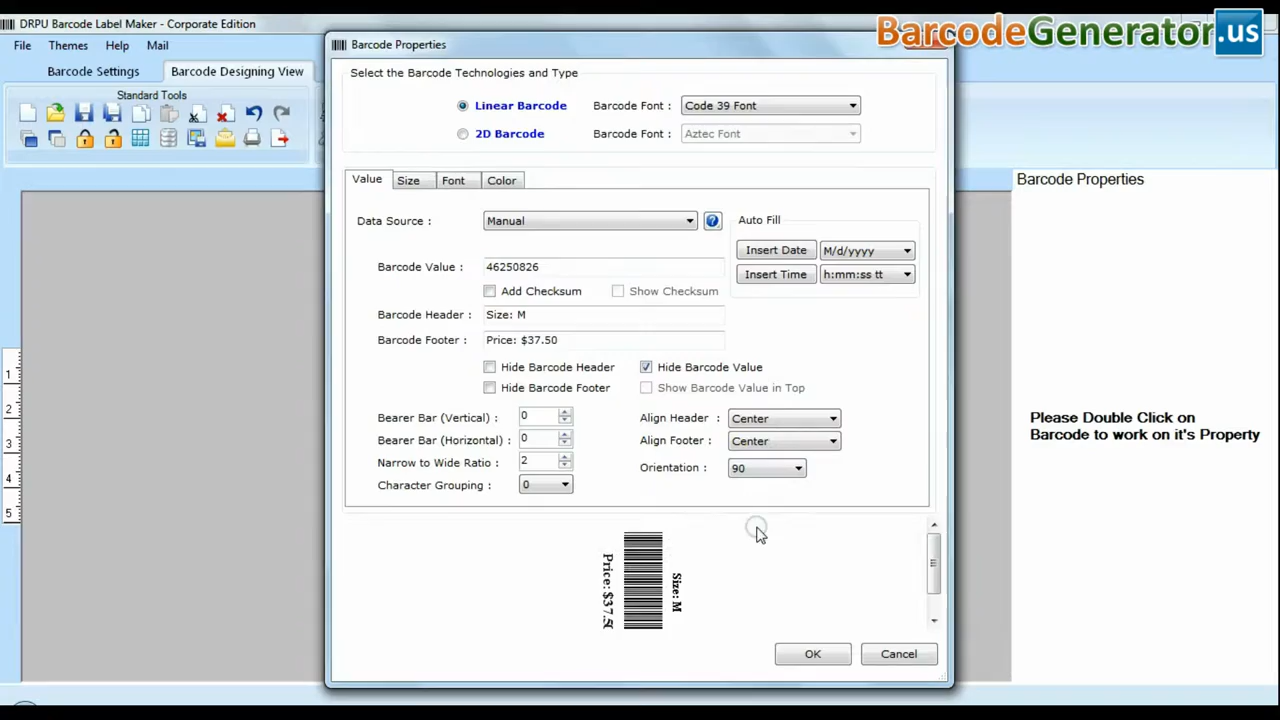 DRPU Barcode Label Maker - Corporate Edition
BarcodeGenerator.us
File Themes Help Mail
Barcode Settings Barcode Designing View
Standard Tools
Barcode Properties
Select the Barcode Technologies and Type
Linear Barcode Barcode Font : Code 39 Font
2D Barcode Barcode Font : Aztec Font
Value Size Font Color
Data Source : Manual
Auto Fill
Insert Date M/d/yyyy
Insert Time h:mm:ss tt
Barcode Value : 46250826
Add Checksum Show Checksum
Barcode Header : Size: M
Barcode Footer : Price: $37.50
Hide Barcode Header Hide Barcode Value
Hide Barcode Footer Show Barcode Value in Top
Bearer Bar (Vertical) : 0 Align Header : Center
Bearer Bar (Horizontal) : 0 Align Footer : Center
Narrow to Wide Ratio : 2 Orientation : 90
Character Grouping : 0
Size: M
Price: $37.50
OK Cancel
Barcode Properties
Please Double Click on
Barcode to work on it's Property
1
2
3
4
5